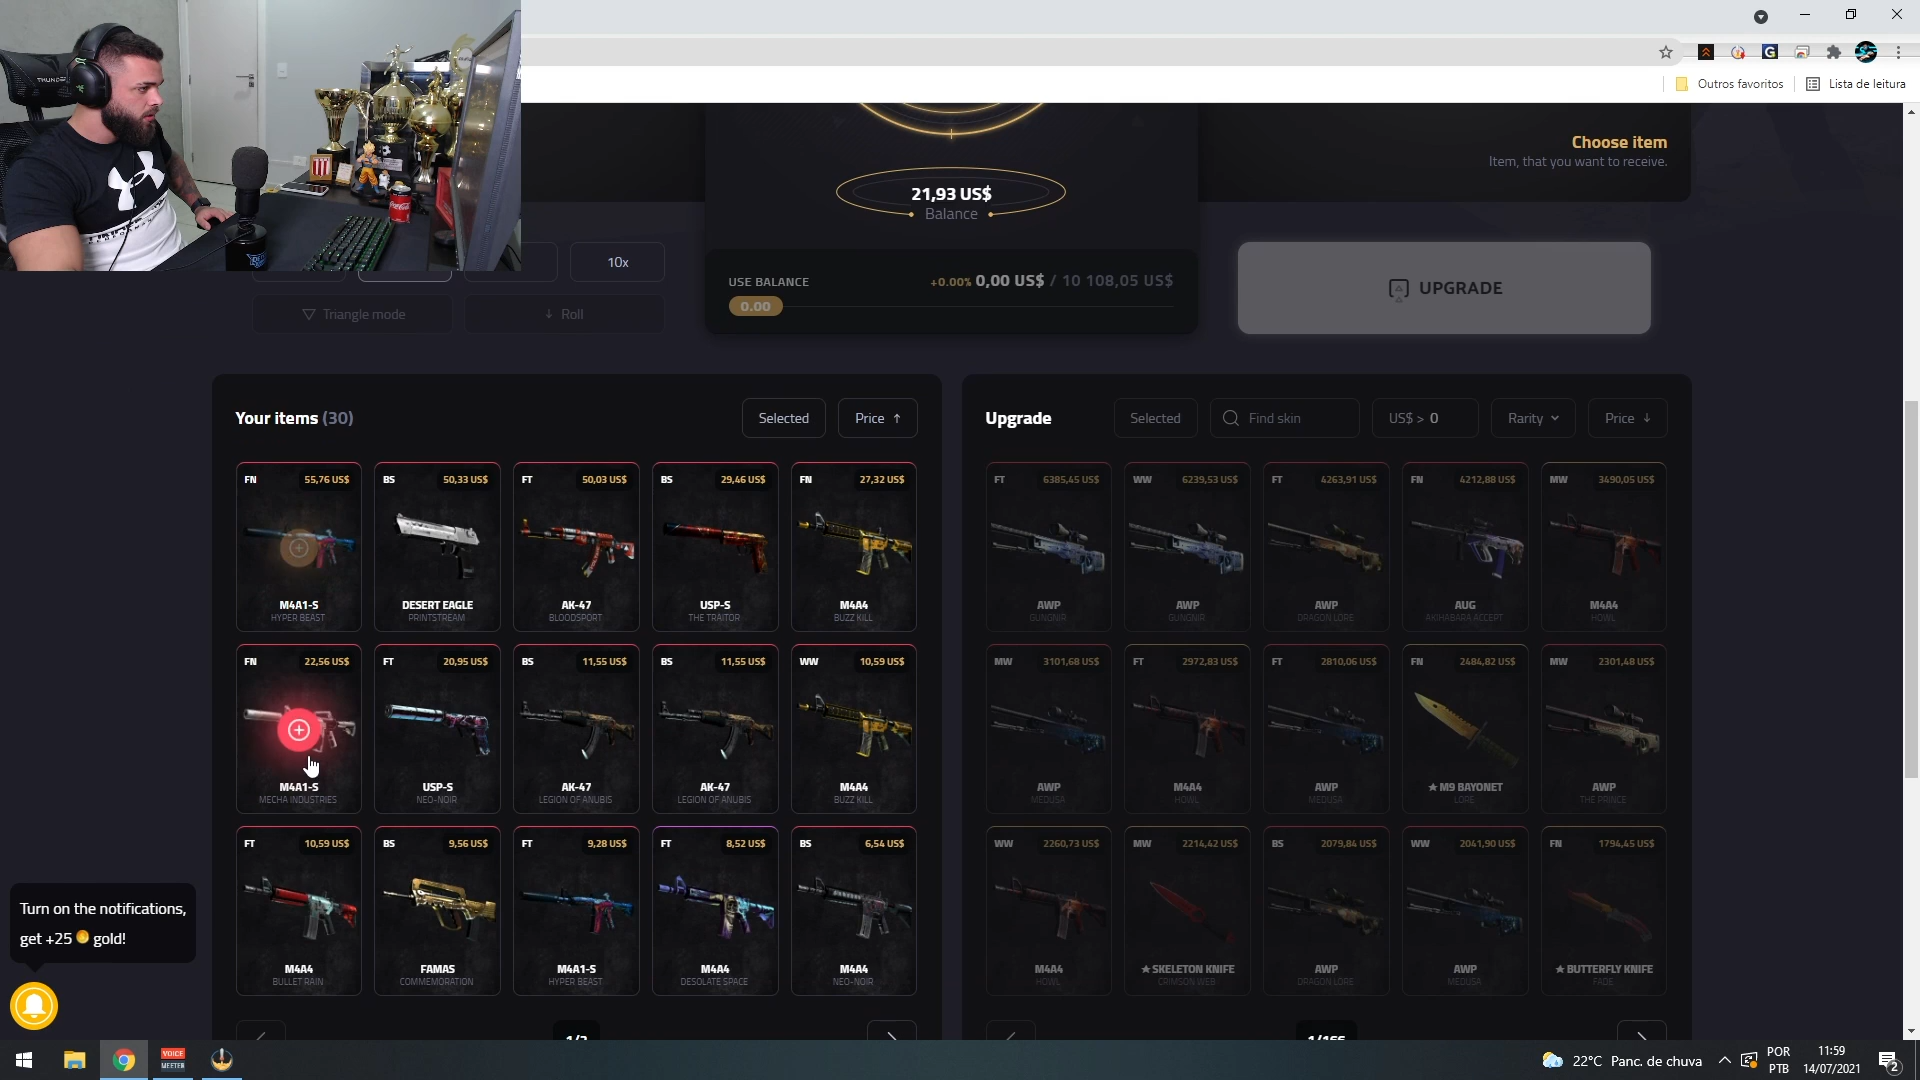 Outros favoritos
Lista de leitura
Choose item
Item, that you want to receive.
21,93 US$
Balance
10x
Triangle mode
Roll
USE BALANCE
+0.00% 0,00 US$ / 10 108,05 US$
0.00
UPGRADE
Your items (30)
Selected
Price ↑
Upgrade
Selected
Find skin
US$ > 0
Rarity
Price ↓
FN 55,76 US$
M4A1-S
HYPER BEAST
BS 50,33 US$
DESERT EAGLE
PRINTSTREAM
FT 50,03 US$
AK-47
BLOODSPORT
BS 29,46 US$
USP-S
THE TRAITOR
FN 27,32 US$
M4A4
BUZZ KILL
FN 22,56 US$
M4A1-S
MECHA INDUSTRIES
FT 20,95 US$
USP-S
NEO-NOIR
BS 11,55 US$
AK-47
LEGION OF ANUBIS
BS 11,55 US$
AK-47
LEGION OF ANUBIS
WW 10,59 US$
M4A4
BUZZ KILL
FT 10,59 US$
M4A4
BULLET RAIN
BS 9,56 US$
FAMAS
COMMEMORATION
FT 9,28 US$
M4A1-S
HYPER BEAST
FT 8,52 US$
M4A4
DESOLATE SPACE
BS 6,54 US$
M4A4
NEO-NOIR
FT 6385,45 US$
AWP
GUNGNIR
WW 6239,53 US$
AWP
GUNGNIR
FT 4263,91 US$
AWP
DRAGON LORE
FN 4212,88 US$
AUG
AKIHABARA ACCEPT
MW 3490,05 US$
M4A4
HOWL
MW 3101,68 US$
AWP
MEDUSA
FT 2972,83 US$
M4A4
HOWL
FT 2810,06 US$
AWP
MEDUSA
FN 2484,82 US$
★ M9 BAYONET
LORE
MW 2301,48 US$
AWP
THE PRINCE
WW 2260,73 US$
M4A4
HOWL
MW 2214,42 US$
★ SKELETON KNIFE
CRIMSON WEB
BS 2079,84 US$
AWP
DRAGON LORE
WW 2041,90 US$
AWP
MEDUSA
FN 1794,45 US$
★ BUTTERFLY KNIFE
FADE
Turn on the notifications,
get +25 gold!
VOICE
MEETER
22°C Panc. de chuva
POR
PTB
11:59
14/07/2021
2